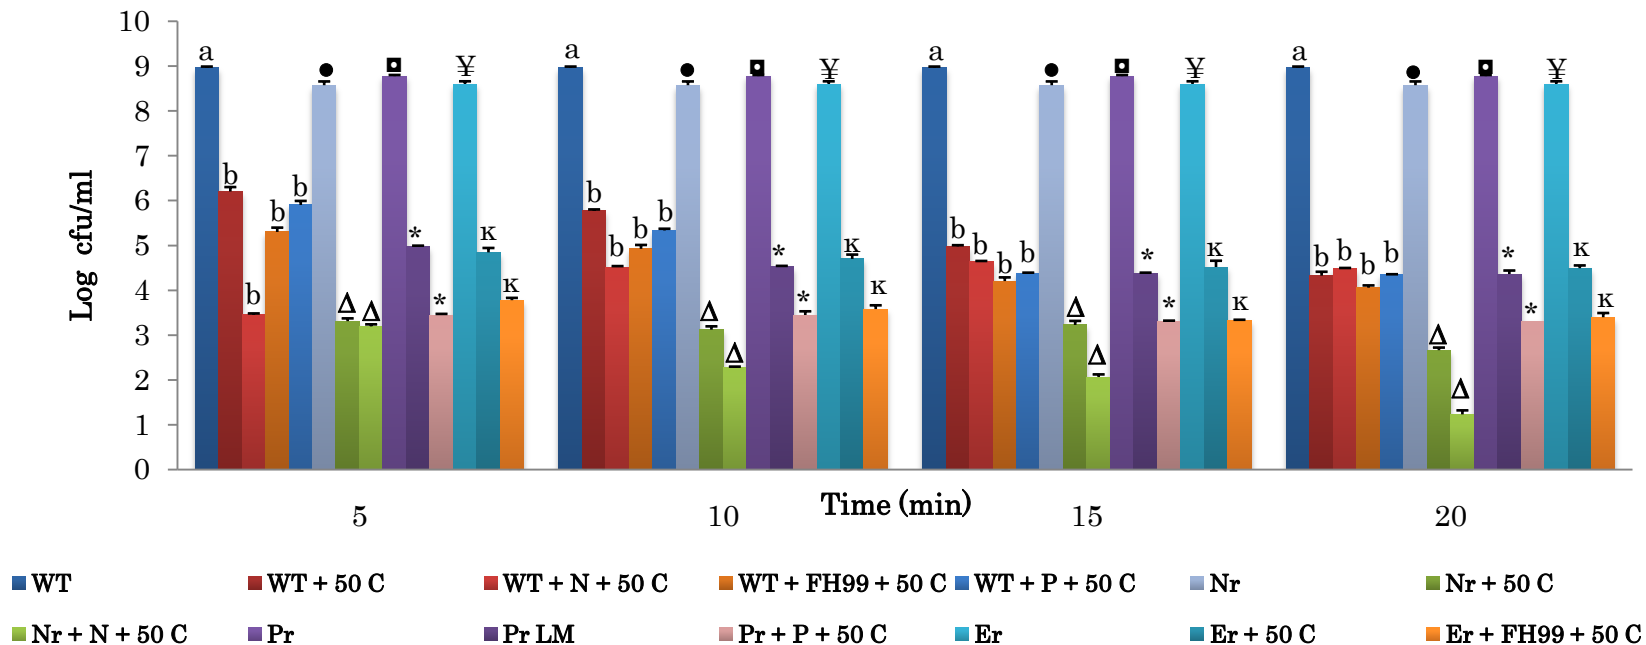 10
9
8
7
6
5
4
3
2
1
0
Log cfu/ml
a b b b b ● Δ Δ ◘ * * ¥ κ κ
a b b b b ● Δ Δ ◘ * * ¥ κ κ
a b b b b ● Δ Δ ◘ * * ¥ κ κ
a b b b b ● Δ Δ ◘ * * ¥ κ κ
5 10 15 20
Time (min)
WT WT + 50 C WT + N + 50 C WT + FH99 + 50 C WT + P + 50 C Nr Nr + 50 C
Nr + N + 50 C Pr Pr LM Pr + P + 50 C Er Er + 50 C Er + FH99 + 50 C